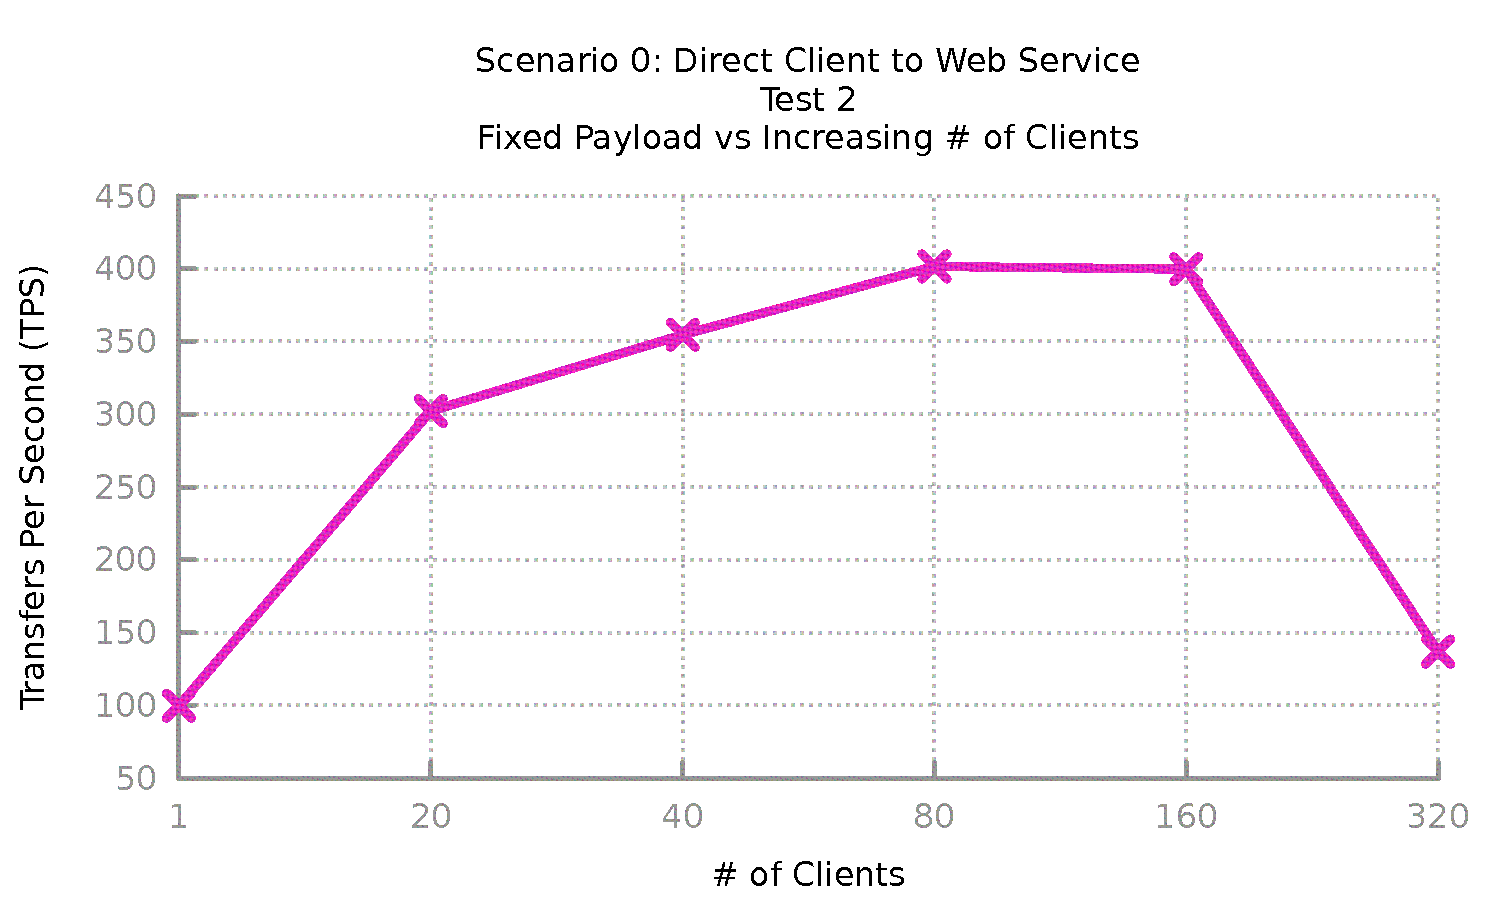 Scenario 0: Direct Client to Web Service
Test 2
Fixed Payload vs Increasing # of Clients
Transfers Per Second (TPS)
450
400
350
300
250
200
150
100
50
1 20 40 80 160 320
# of Clients